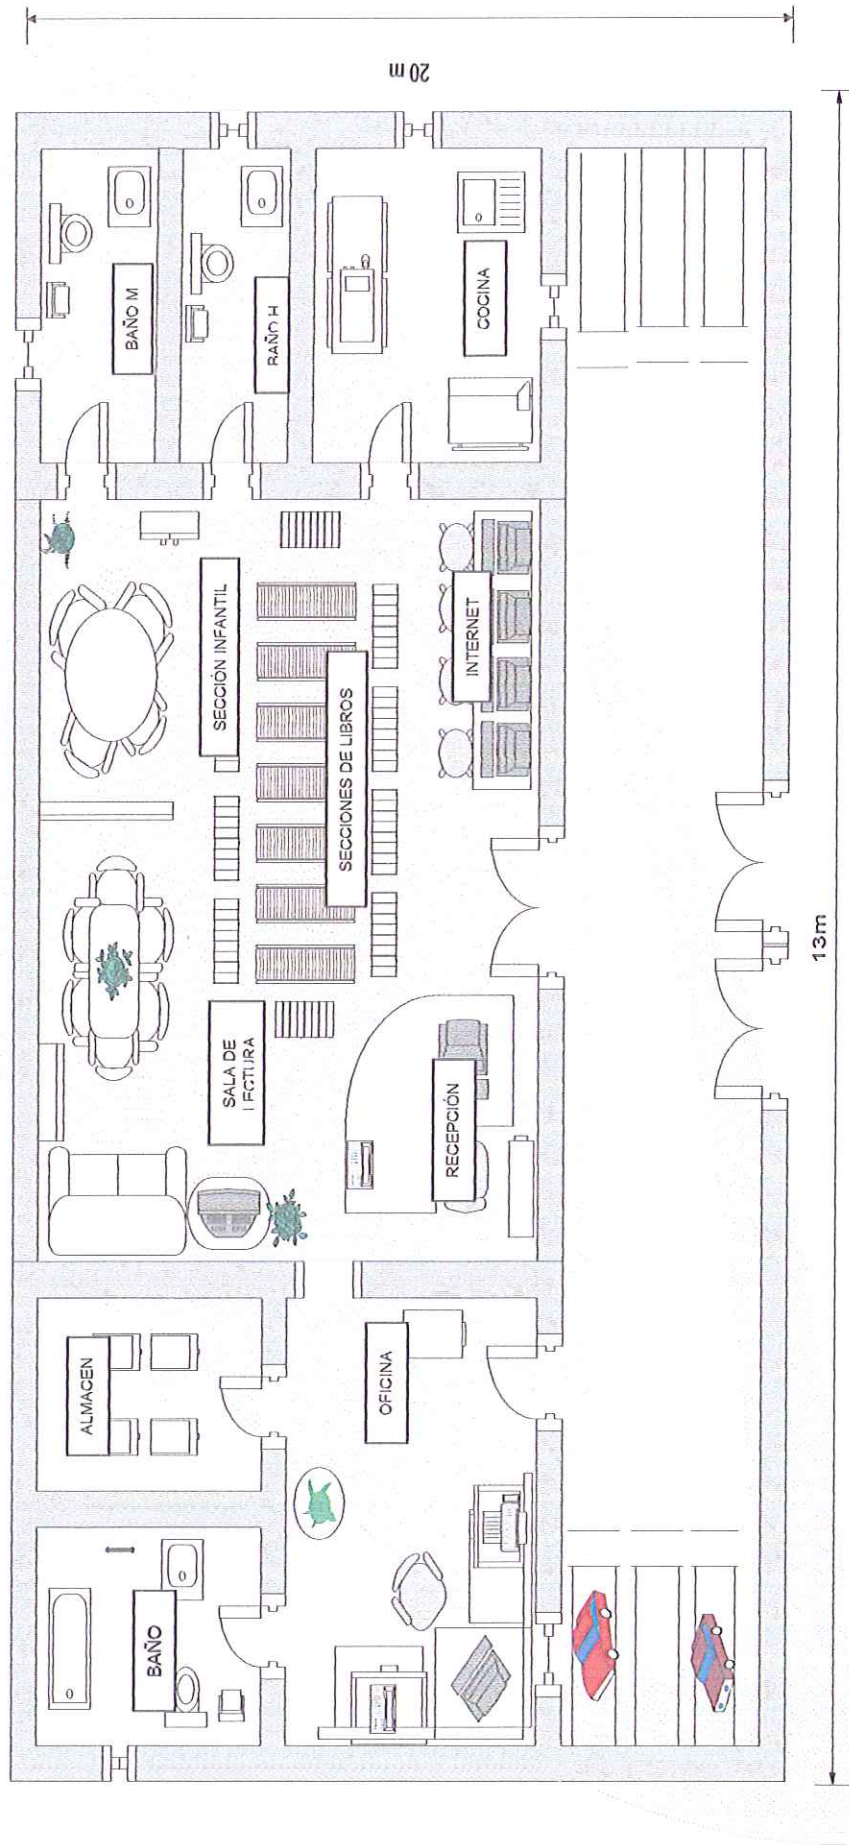 20 m
BAÑO M
BAÑO H
COCINA
SECCIÓN INFANTIL
SECCIONES DE LIBROS
INTERNET
SALA DE
LECTURA
RECEPCIÓN
ALMACEN
OFICINA
BAÑO
13m